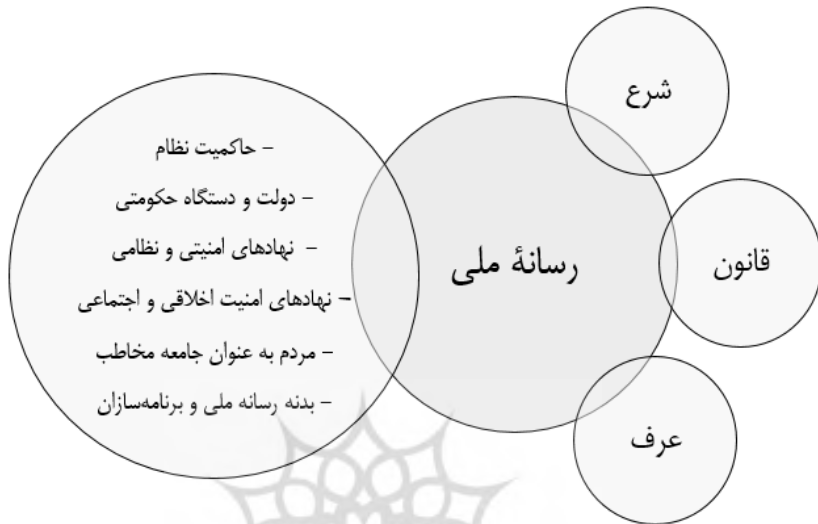 شرع
قانون
عرف
رسانهٔ ملی
- حاکمیت نظام
- دولت و دستگاه حکومتی
- نهادهای امنیتی و نظامی
- نهادهای امنیت اخلاقی و اجتماعی
- مردم به عنوان جامعه مخاطب
- بدنه رسانه ملی و برنامه‌سازان